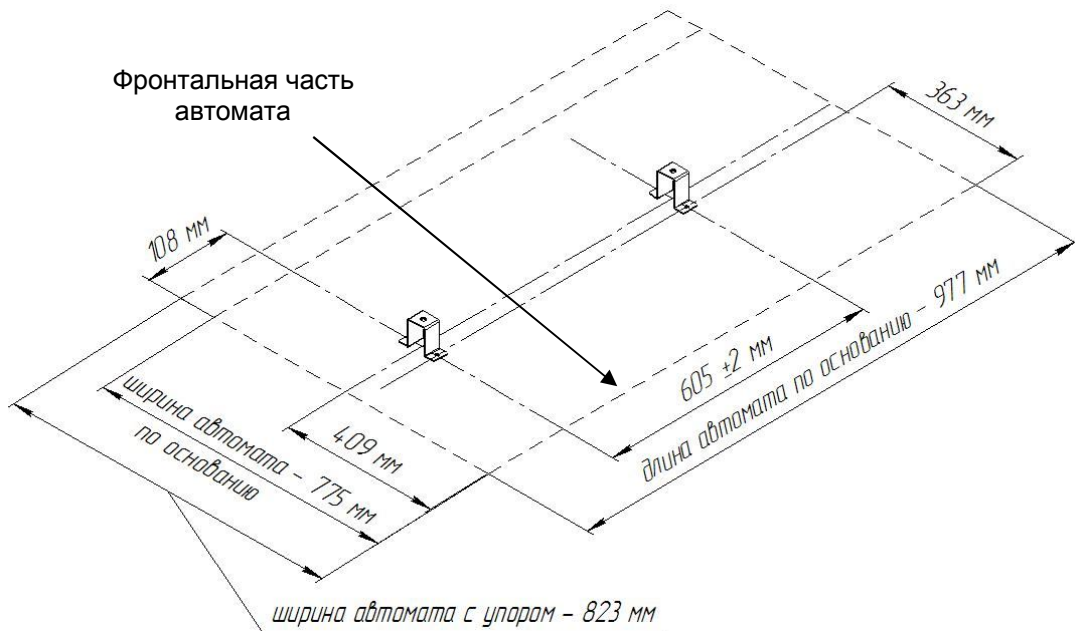 Фронтальная часть
автомата
363 мм
108 мм
605 ±2 мм
длина автомата по основанию - 977 мм
409 мм
ширина автомата - 775 мм
по основанию
ширина автомата с упором - 823 мм